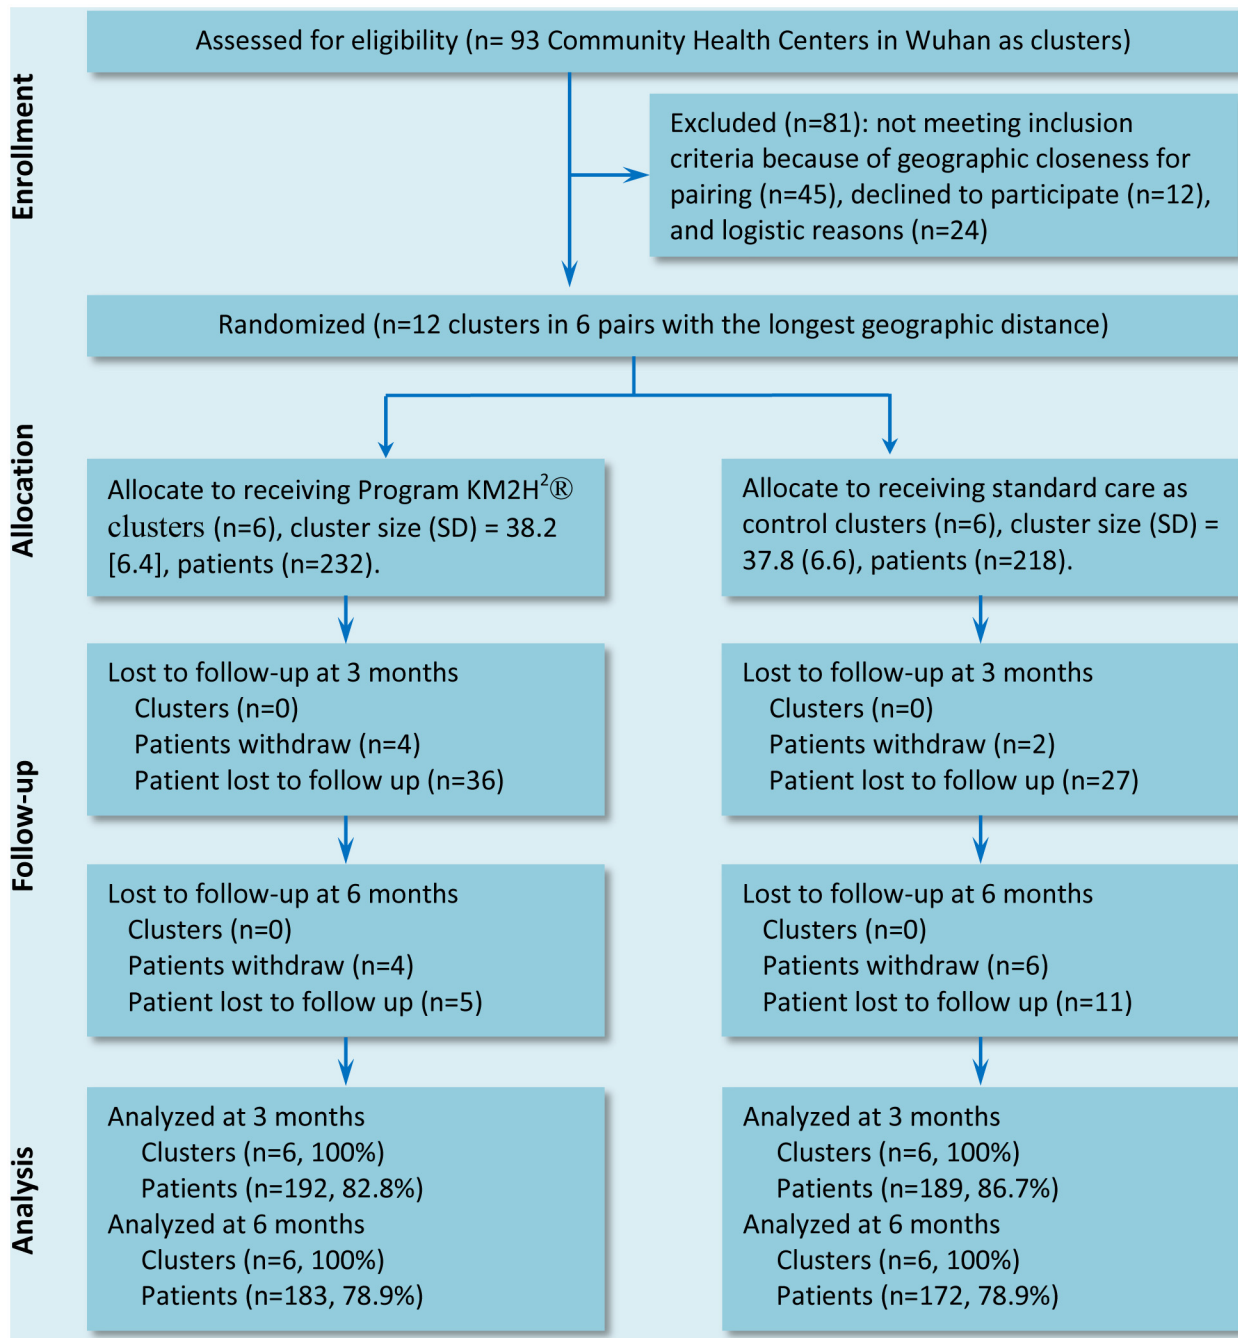 Enrollment
Assessed for eligibility (n= 93 Community Health Centers in Wuhan as clusters)
Excluded (n=81): not meeting inclusion
criteria because of geographic closeness for
pairing (n=45), declined to participate (n=12),
and logistic reasons (n=24)
Randomized (n=12 clusters in 6 pairs with the longest geographic distance)
Allocation
Allocate to receiving Program KM2H²®
clusters (n=6), cluster size (SD) = 38.2
[6.4], patients (n=232).
Allocate to receiving standard care as
control clusters (n=6), cluster size (SD) =
37.8 (6.6), patients (n=218).
Follow-up
Lost to follow-up at 3 months
Clusters (n=0)
Patients withdraw (n=4)
Patient lost to follow up (n=36)
Lost to follow-up at 3 months
Clusters (n=0)
Patients withdraw (n=2)
Patient lost to follow up (n=27)
Lost to follow-up at 6 months
Clusters (n=0)
Patients withdraw (n=4)
Patient lost to follow up (n=5)
Lost to follow-up at 6 months
Clusters (n=0)
Patients withdraw (n=6)
Patient lost to follow up (n=11)
Analysis
Analyzed at 3 months
Clusters (n=6, 100%)
Patients (n=192, 82.8%)
Analyzed at 6 months
Clusters (n=6, 100%)
Patients (n=183, 78.9%)
Analyzed at 3 months
Clusters (n=6, 100%)
Patients (n=189, 86.7%)
Analyzed at 6 months
Clusters (n=6, 100%)
Patients (n=172, 78.9%)